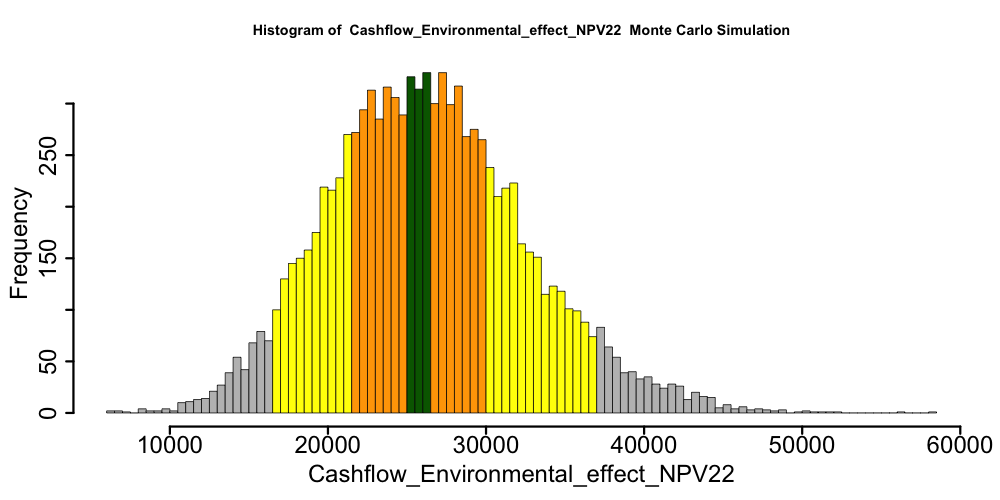 Histogram of  Cashflow_Environmental_effect_NPV22  Monte Carlo Simulation
Frequency
250
150
50
0
10000 20000 30000 40000 50000 60000
Cashflow_Environmental_effect_NPV22